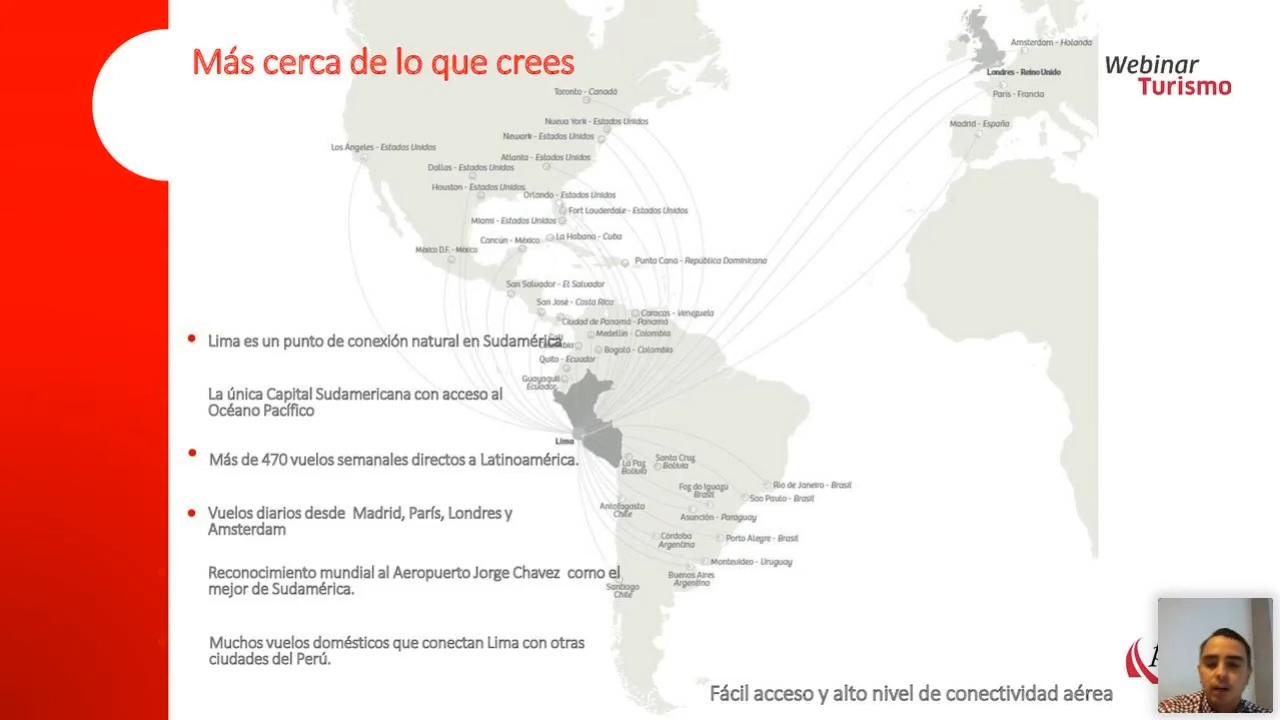 Más cerca de lo que crees
Webinar
Turismo
Amsterdam - Holanda
Londres - Reino Unido
París - Francia
Madrid - España
Toronto - Canadá
Nueva York - Estados Unidos
Newark - Estados Unidos
Los Ángeles - Estados Unidos
Atlanta - Estados Unidos
Dallas - Estados Unidos
Houston - Estados Unidos
Orlando - Estados Unidos
Fort Lauderdale - Estados Unidos
Miami - Estados Unidos
La Habana - Cuba
Cancún - México
México D.F. - México
Punta Cana - República Dominicana
San Salvador - El Salvador
San José - Costa Rica
Caracas - Venezuela
Ciudad de Panamá - Panamá
Medellín - Colombia
Bogotá - Colombia
Quito - Ecuador
Guayaquil
Ecuador
Lima
La Paz
Bolivia
Santa Cruz
Bolivia
Foz do Iguazú
Brasil
Rio de Janeiro - Brasil
Sao Paulo - Brasil
Antofagasta
Chile
Asunción - Paraguay
Córdoba
Argentina
Porto Alegre - Brasil
Montevideo - Uruguay
Buenos Aires
Argentina
Santiago
Chile
• Lima es un punto de conexión natural en Sudamérica
La única Capital Sudamericana con acceso al
Océano Pacífico
• Más de 470 vuelos semanales directos a Latinoamérica.
• Vuelos diarios desde Madrid, París, Londres y
Amsterdam
Reconocimiento mundial al Aeropuerto Jorge Chavez como el
mejor de Sudamérica.
Muchos vuelos domésticos que conectan Lima con otras
ciudades del Perú.
Fácil acceso y alto nivel de conectividad aérea